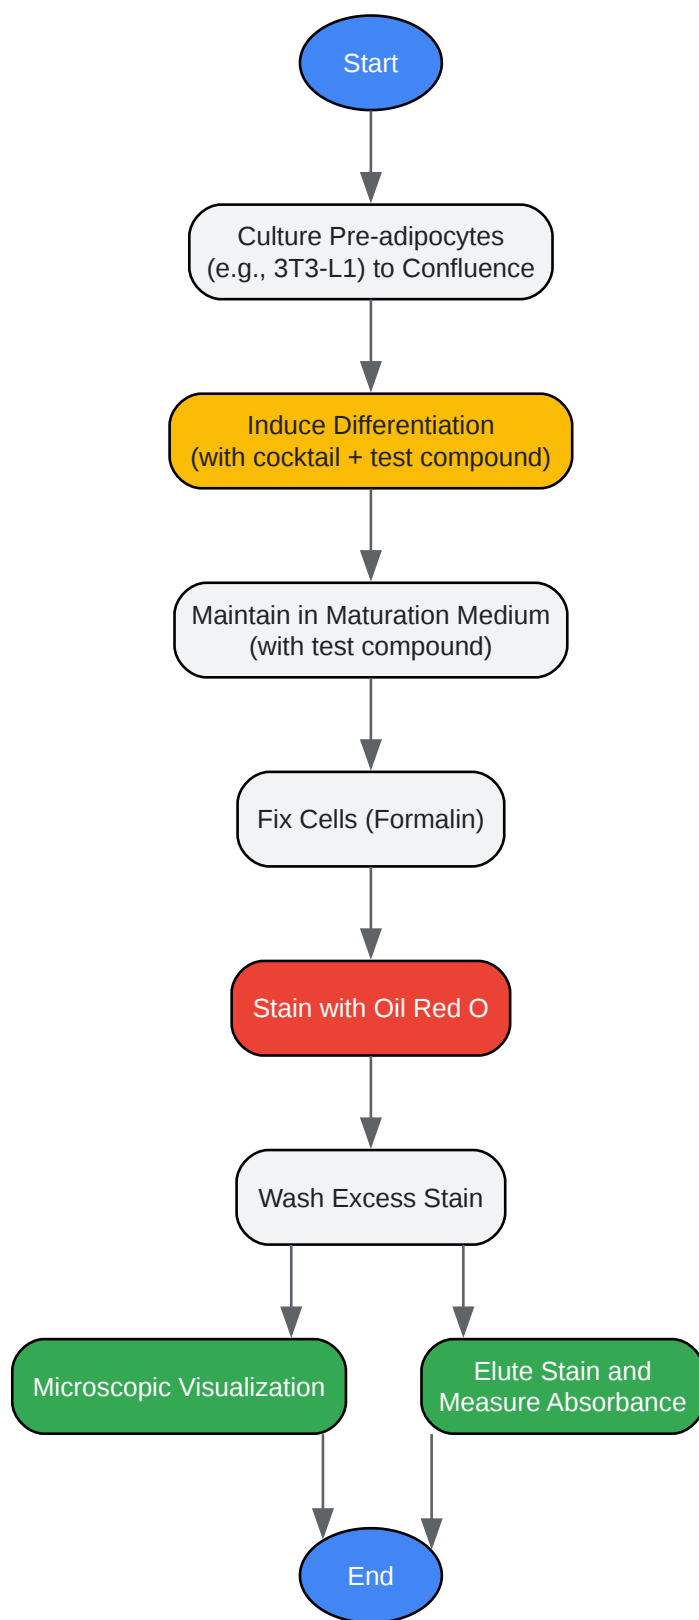 Start
Culture Pre-adipocytes
(e.g., 3T3-L1) to Confluence
Induce Differentiation
(with cocktail + test compound)
Maintain in Maturation Medium
(with test compound)
Fix Cells (Formalin)
Stain with Oil Red O
Wash Excess Stain
Microscopic Visualization
Elute Stain and
Measure Absorbance
End